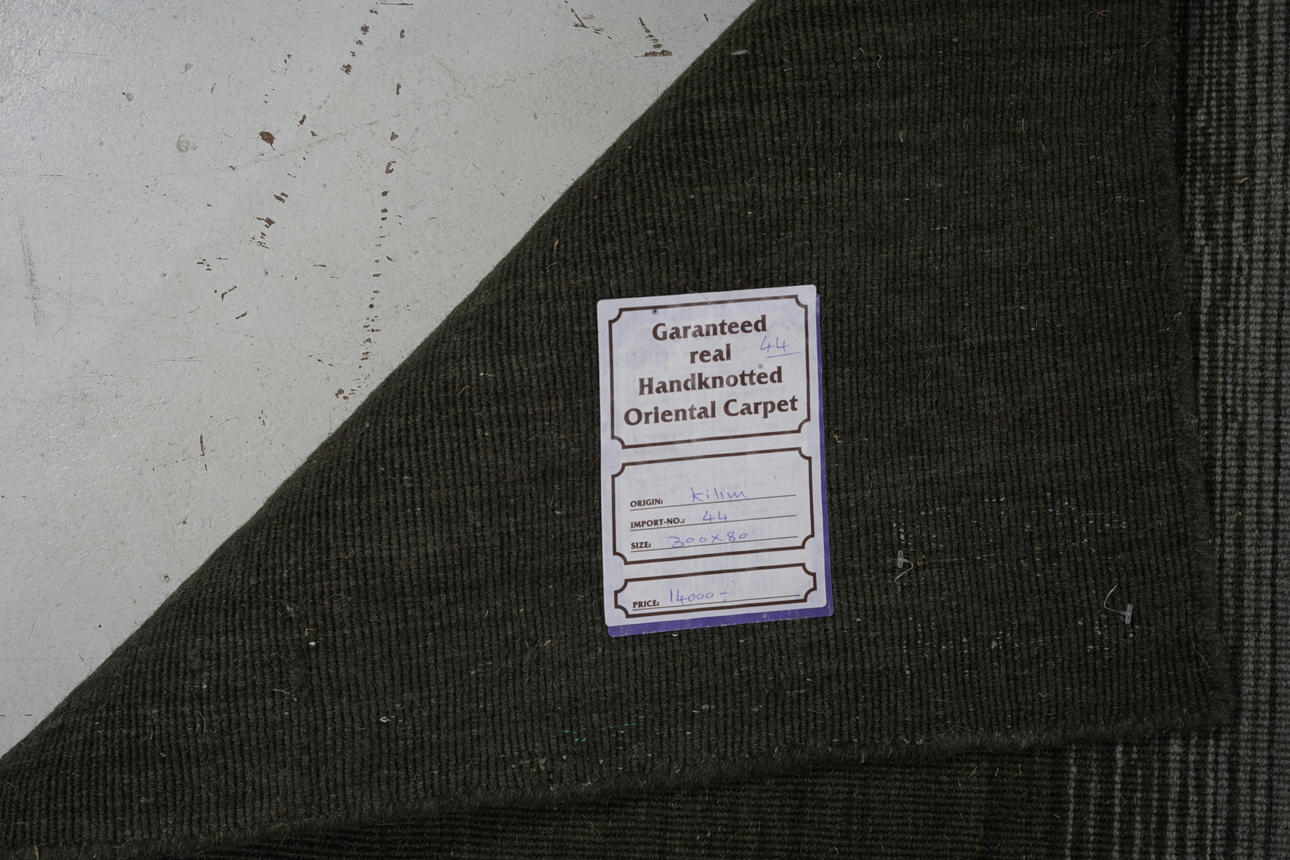 Garanteed
real 44
Handknotted
Oriental Carpet
ORIGIN: Kilim
IMPORT-NO.: 44
SIZE: 300x80
PRICE: 14000-